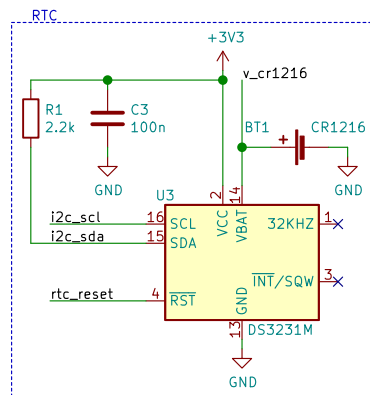 RTC
+3V3
v_cr1216
R1
2.2k
C3
100n
BT1
+
CR1216
GND
GND
U3
2
14
i2c_scl
16
SCL
VCC
VBAT
32KHZ
1
i2c_sda
15
SDA
rtc_reset
4
RST
INT/SQW
3
GND
13
DS3231M
GND